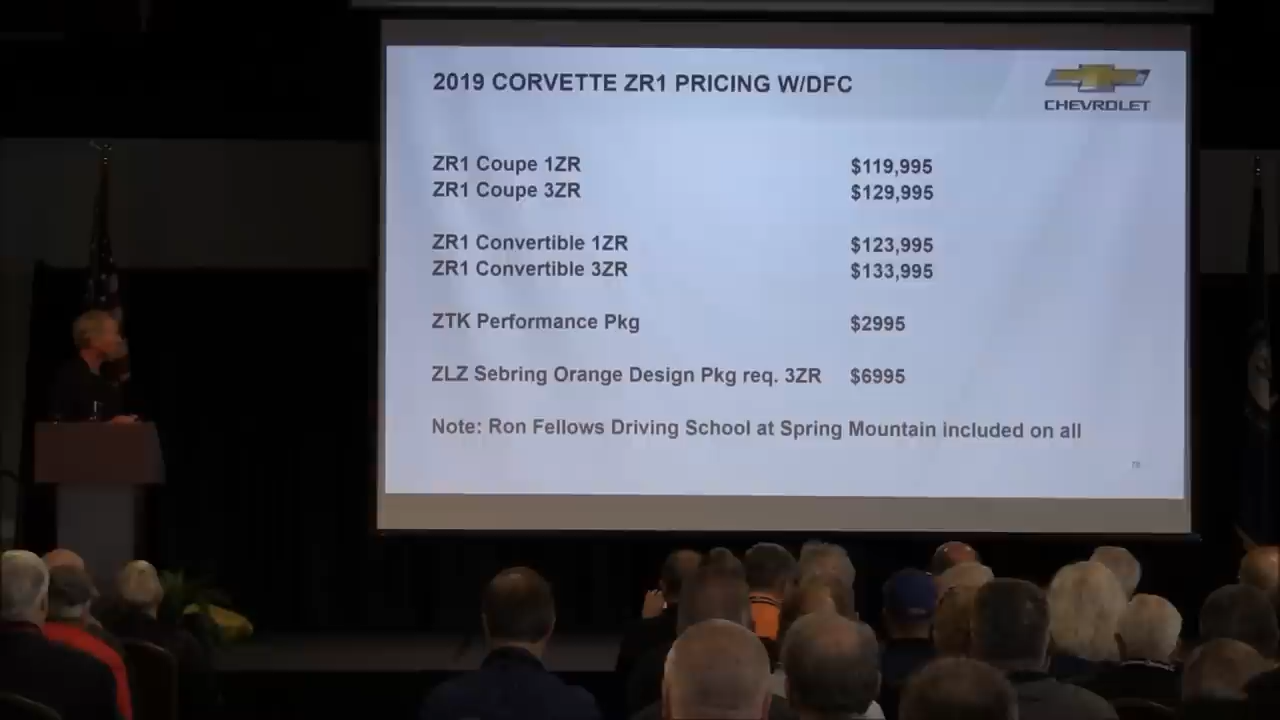 2019 CORVETTE ZR1 PRICING W/DFC
CHEVROLET
ZR1 Coupe 1ZR $119,995
ZR1 Coupe 3ZR $129,995
ZR1 Convertible 1ZR $123,995
ZR1 Convertible 3ZR $133,995
ZTK Performance Pkg $2995
ZLZ Sebring Orange Design Pkg req. 3ZR $6995
Note: Ron Fellows Driving School at Spring Mountain included on all